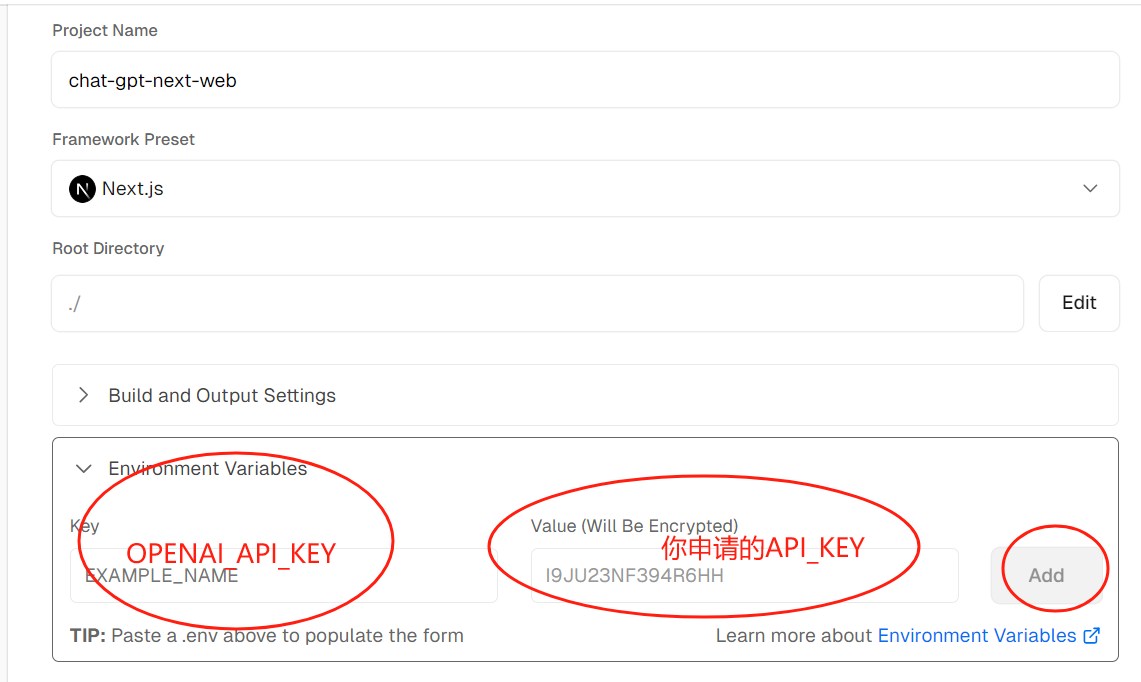 Project Name
chat-gpt-next-web
Framework Preset
N Next.js
Root Directory
./
Edit
Build and Output Settings
Environment Variables
Key
Value (Will Be Encrypted)
OPENAI_API_KEY
你申请的API_KEY
EXAMPLE_NAME
I9JU23NF394R6HH
Add
TIP: Paste a .env above to populate the form
Learn more about Environment Variables